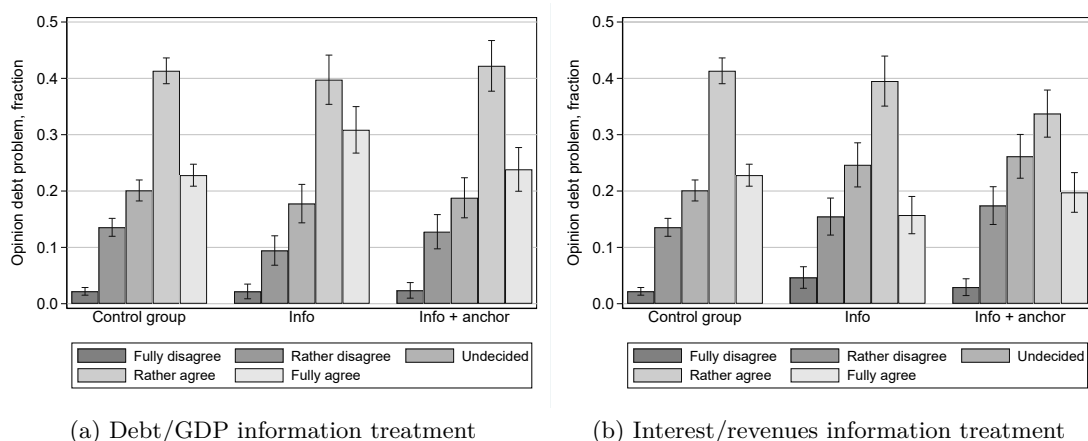 0.5
0.4
0.3
0.2
0.1
0.0
Opinion debt problem, fraction
Control group Info Info + anchor
Fully disagree Rather disagree Undecided
Rather agree Fully agree
(a) Debt/GDP information treatment
0.5
0.4
0.3
0.2
0.1
0.0
Opinion debt problem, fraction
Control group Info Info + anchor
Fully disagree Rather disagree Undecided
Rather agree Fully agree
(b) Interest/revenues information treatment